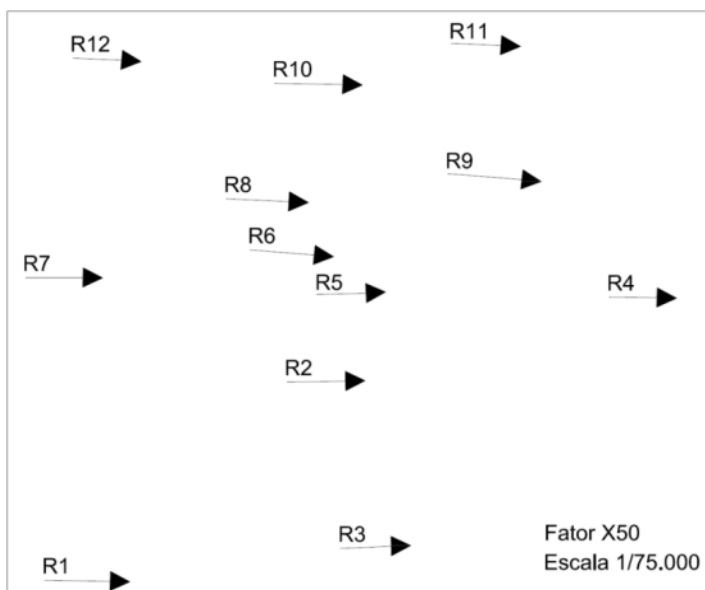 R11
R12
R10
R9
R8
R6
R7
R5
R4
R2
Fator X50
R3
Escala 1/75.000
R1